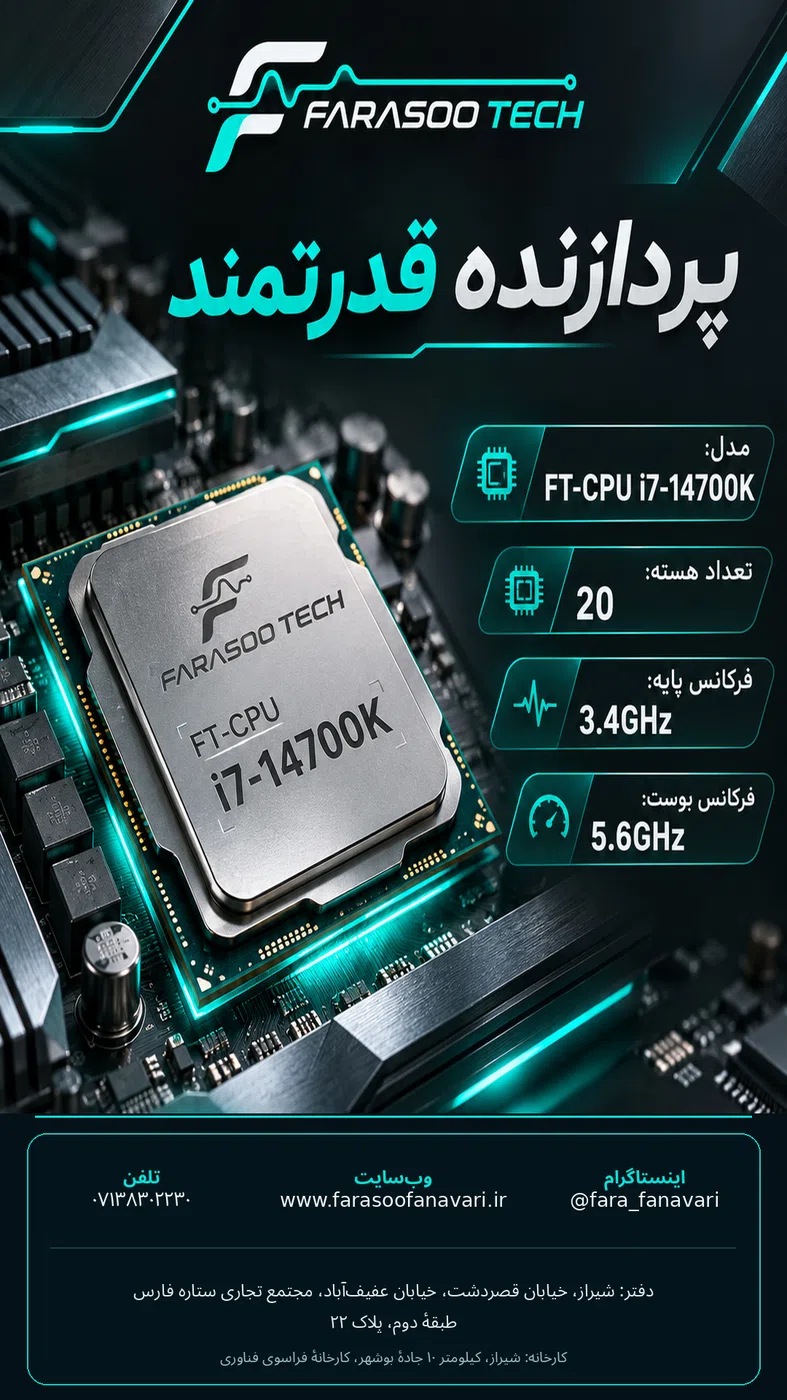 FARASOO TECH
پردازنده قدرتمند
مدل:
FT-CPU i7-14700K
تعداد هسته:
20
فرکانس پایه:
3.4GHz
فرکانس بوست:
5.6GHz
FARASOO TECH
FT-CPU
i7-14700K
اینستاگرام
@fara_fanavari
وب‌سایت
www.farasoofanavari.ir
تلفن
۰۷۱۳۸۳۰۲۲۳۰
دفتر: شیراز، خیابان قصردشت، خیابان عفیف‌آباد، مجتمع تجاری ستاره فارس
طبقهٔ دوم، پلاک ۲۲
کارخانه: شیراز، کیلومتر ۱۰ جادهٔ بوشهر، کارخانهٔ فراسوی فناوری